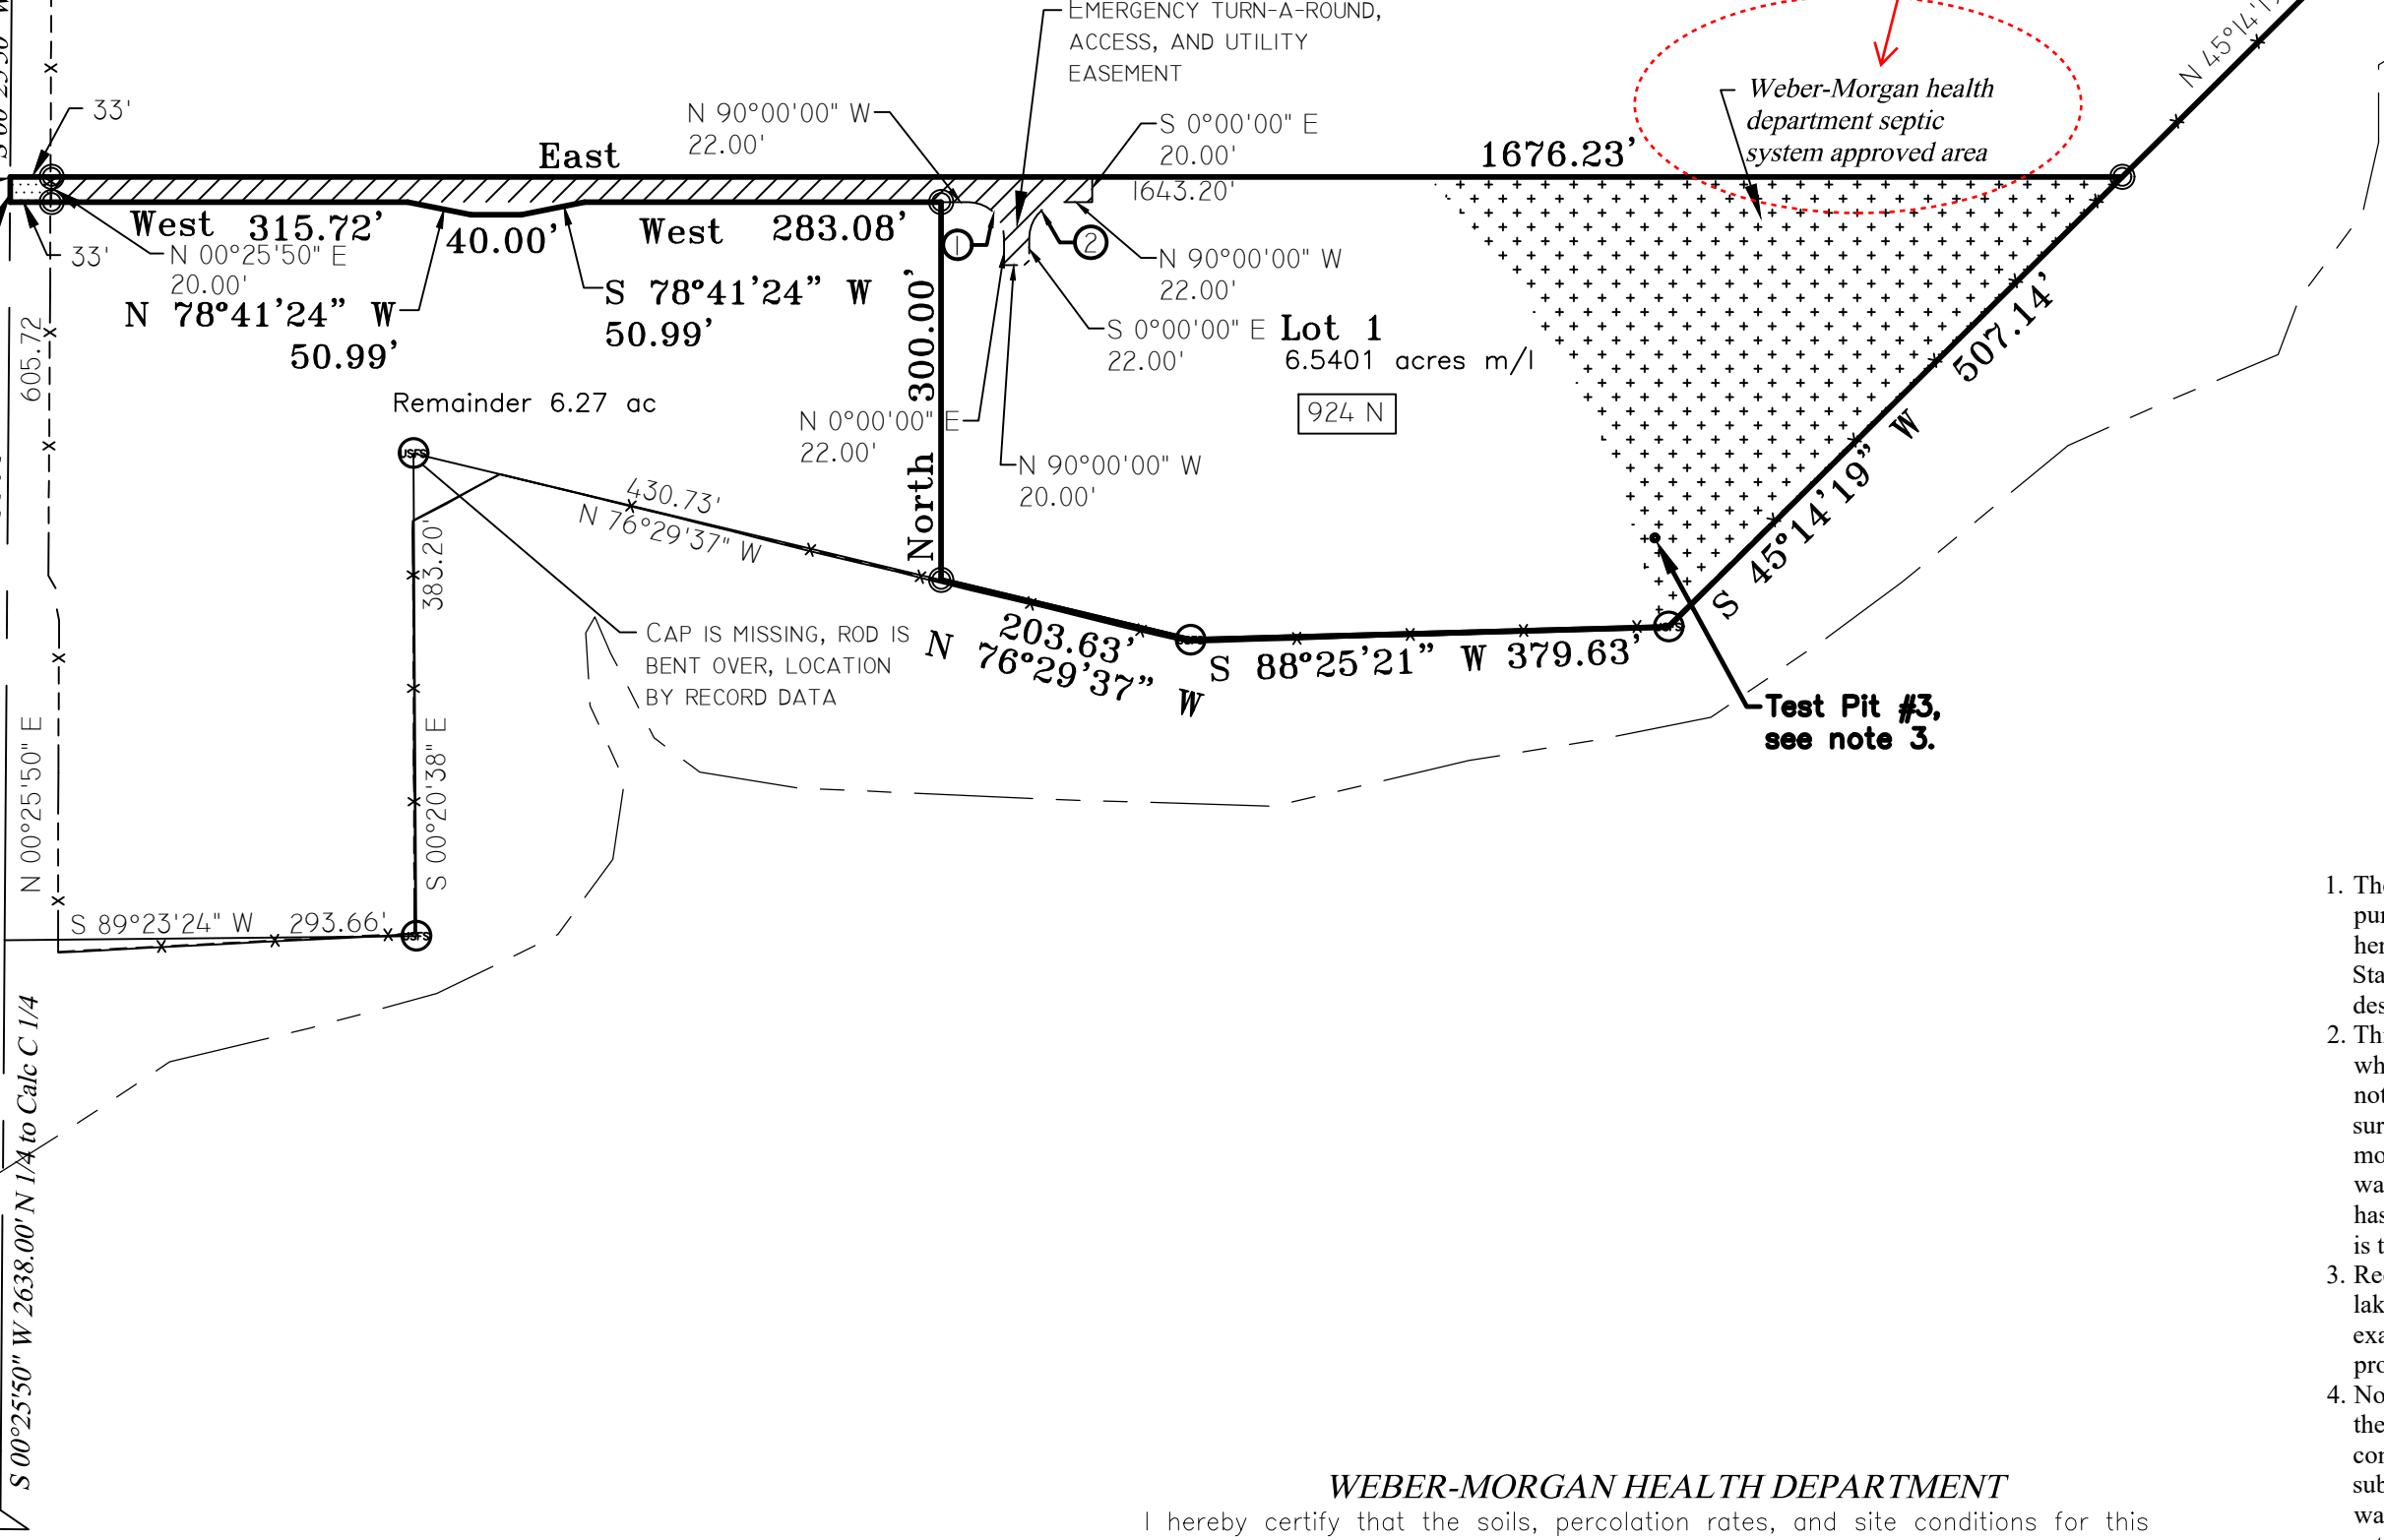 EMERGENCY TURN-A-ROUND,
ACCESS, AND UTILITY
EASEMENT
33'
N 90°00'00" W
22.00'
S 0°00'00" E
20.00'
Weber-Morgan health
department septic
system approved area
East
1676.23'
1643.20'
West 315.72'
40.00'
West 283.08'
33'
N 00°25'50" E
20.00'
N 78°41'24" W
50.99'
S 78°41'24" W
50.99'
1
2
N 90°00'00" W
22.00'
S 0°00'00" E
22.00'
Lot 1
6.5401 acres m/l
924 N
605.72
Remainder 6.27 ac
North 300.00'
N 0°00'00" E
22.00'
N 90°00'00" W
20.00'
507.14'
S 45°14'19" W
USFS
430.73'
N 76°29'37" W
383.20'
S 00°20'38" E
CAP IS MISSING, ROD IS
BENT OVER, LOCATION
BY RECORD DATA
203.63'
N 76°29'37" W
USFS
S 88°25'21" W 379.63'
USFS
Test Pit #3,
see note 3.
N 00°25'50" E
S 89°23'24" W 293.66'
USFS
S 00°25'50" W 2638.00' N 1/4 to Calc C 1/4
1.
2.
3.
4. No
the
is
WEBER-MORGAN HEALTH DEPARTMENT
I hereby certify that the soils, percolation rates, and site conditions for this